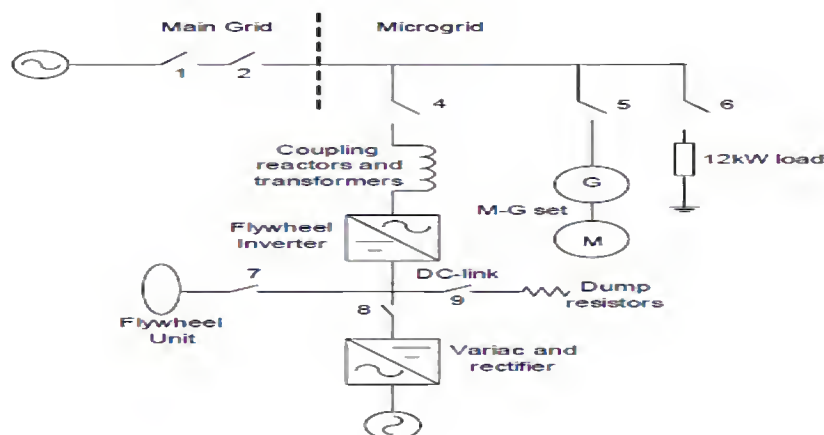 Main Grid
Microgrid
1
2
4
5
6
Coupling
reactors and
transformers
12kW load
G
M-G set
M
Flywheel
Inverter
7
DC-link
9
Dump
resistors
8
Flywheel
Unit
Variac and
rectifier